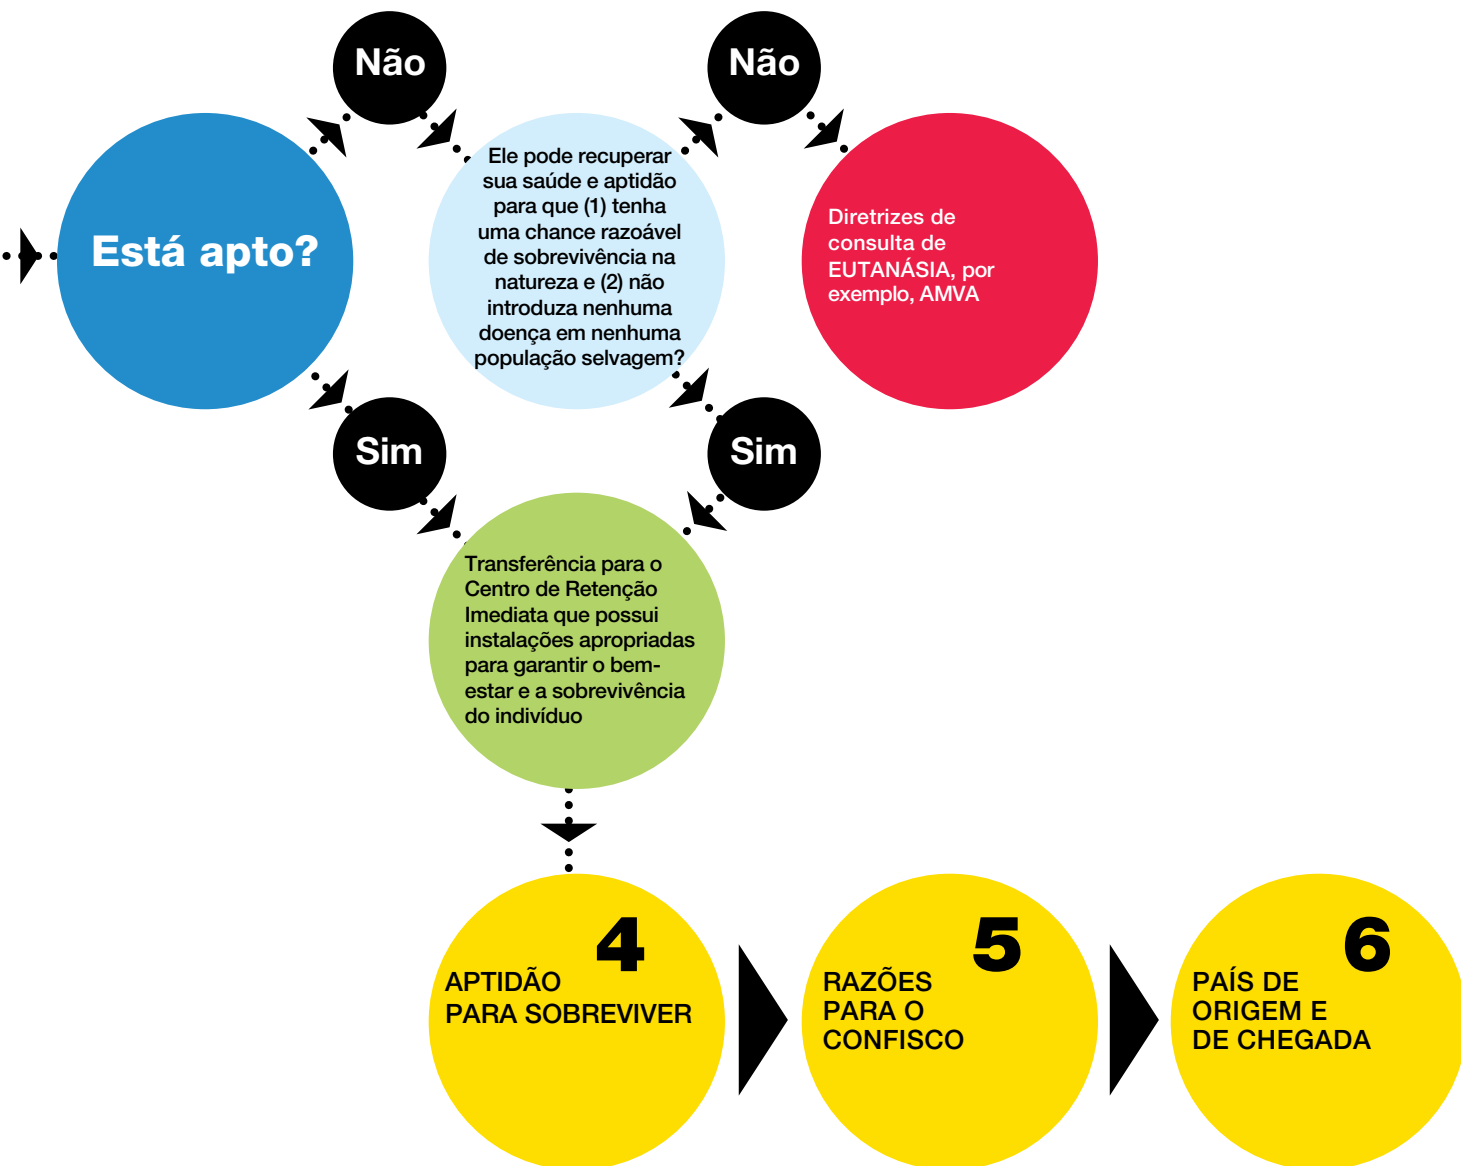 Não
Não
Está apto?
Ele pode recuperar
sua saúde e aptidão
para que (1) tenha
uma chance razoável
de sobrevivência na
natureza e (2) não
introduza nenhuma
doença em nenhuma
população selvagem?
Diretrizes de
consulta de
EUTANÁSIA, por
exemplo, AMVA
Sim
Sim
Transferência para o
Centro de Retenção
Imediata que possui
instalações apropriadas
para garantir o bem-
estar e a sobrevivência
do indivíduo
4
APTIDÃO
PARA SOBREVIVER
5
RAZÕES
PARA O
CONFISCO
6
PAÍS DE
ORIGEM E
DE CHEGADA